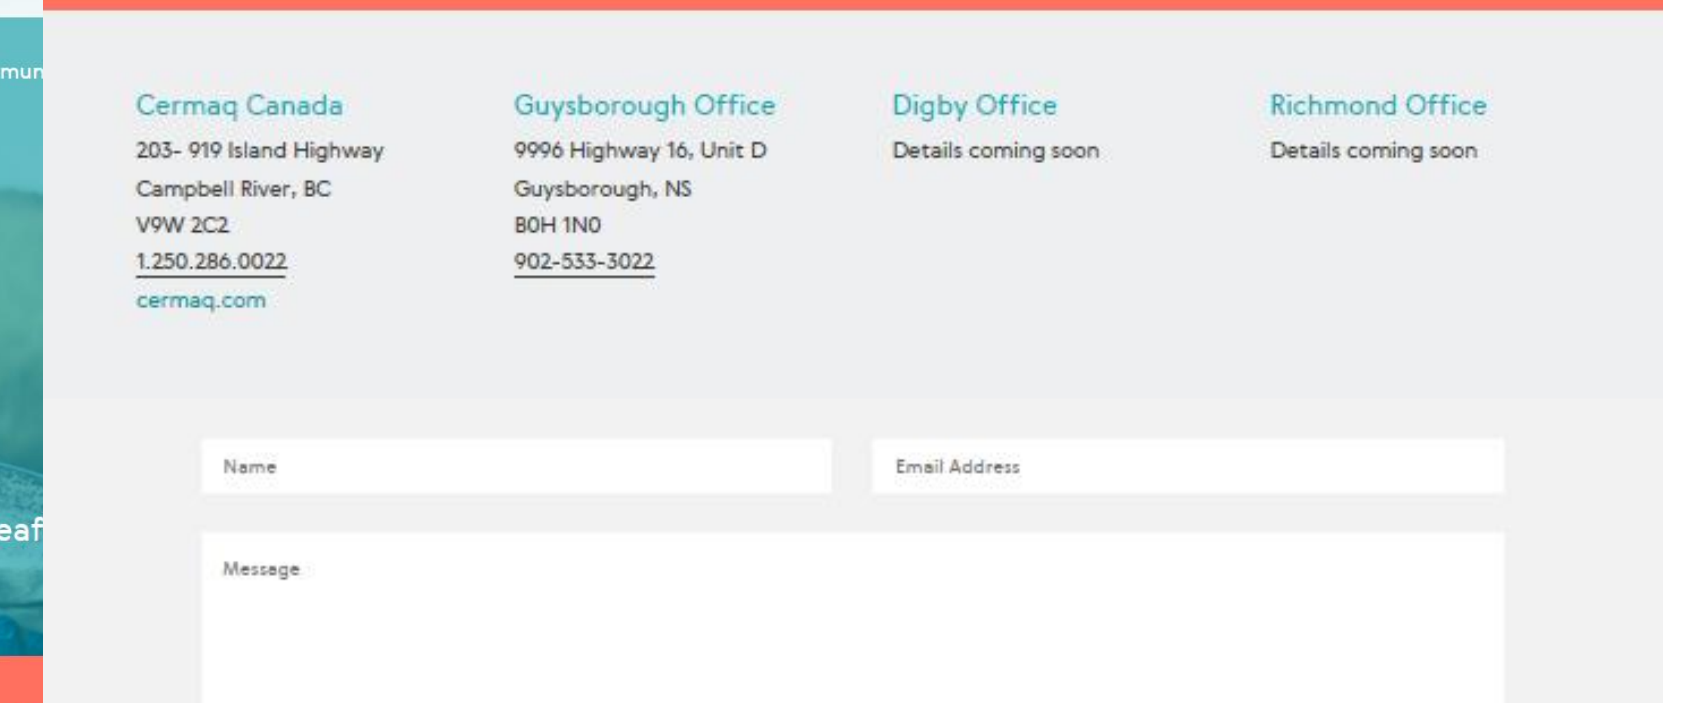 mun
Cermaq Canada
203- 919 Island Highway
Campbell River, BC
V9W 2C2
1.250.286.0022
cermaq.com
Guysborough Office
9996 Highway 16, Unit D
Guysborough, NS
B0H 1N0
902-533-3022
Digby Office
Details coming soon
Richmond Office
Details coming soon
Name
Email Address
eaf
Message